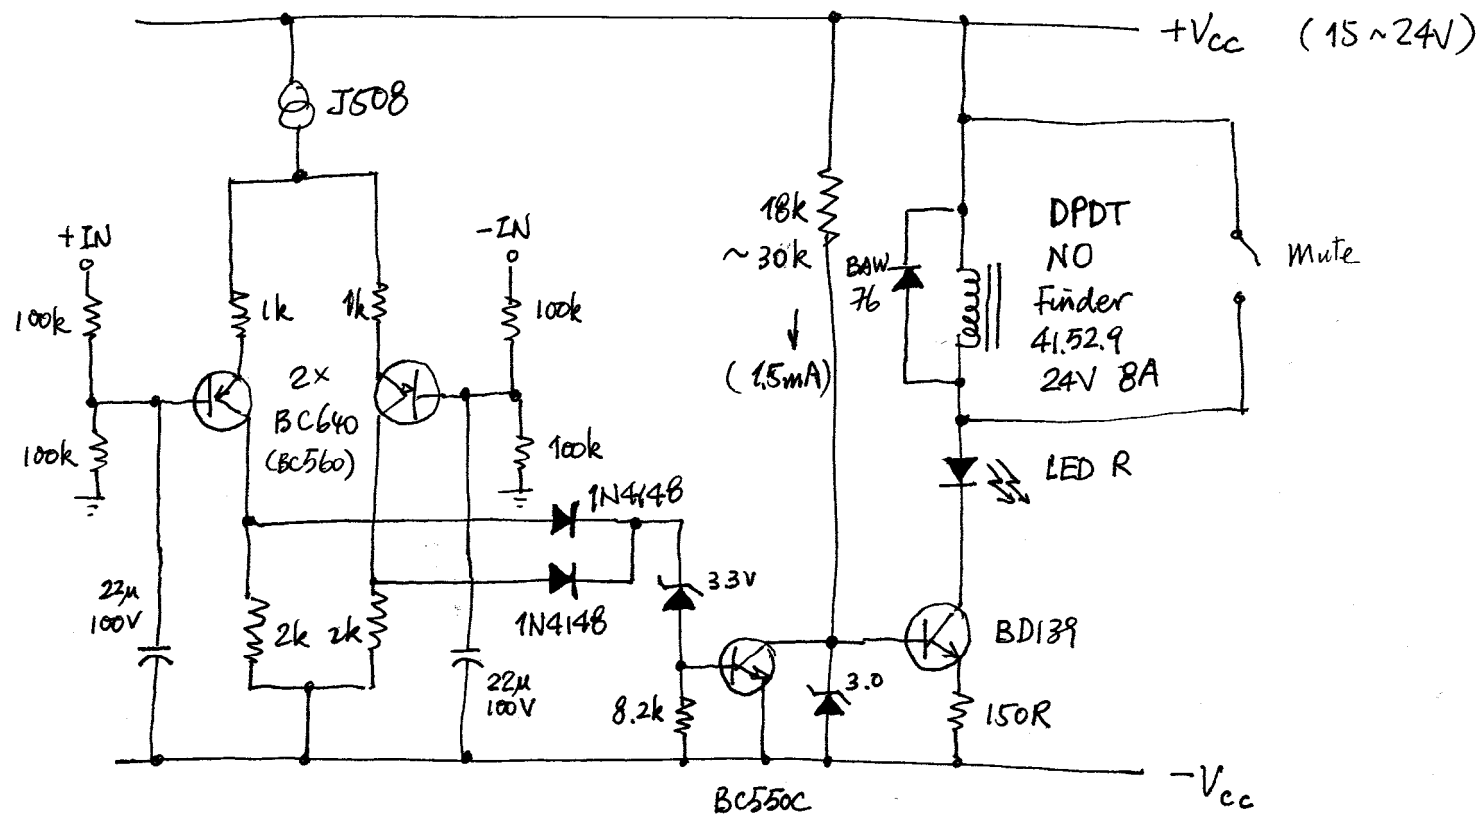 +Vcc (15~24V)
J508
+IN
-IN
100k
1k
1k
100k
18k
~30k
(1.5mA)
BAW
76
DPDT
NO
Finder
41.52.9
24V 8A
Mute
2x
BC640
(BC560)
100k
100k
LED R
1N4148
1N4148
22μ
100V
2k
2k
22μ
100V
3.3V
8.2k
3.0
BD139
150R
BC550C
-Vcc